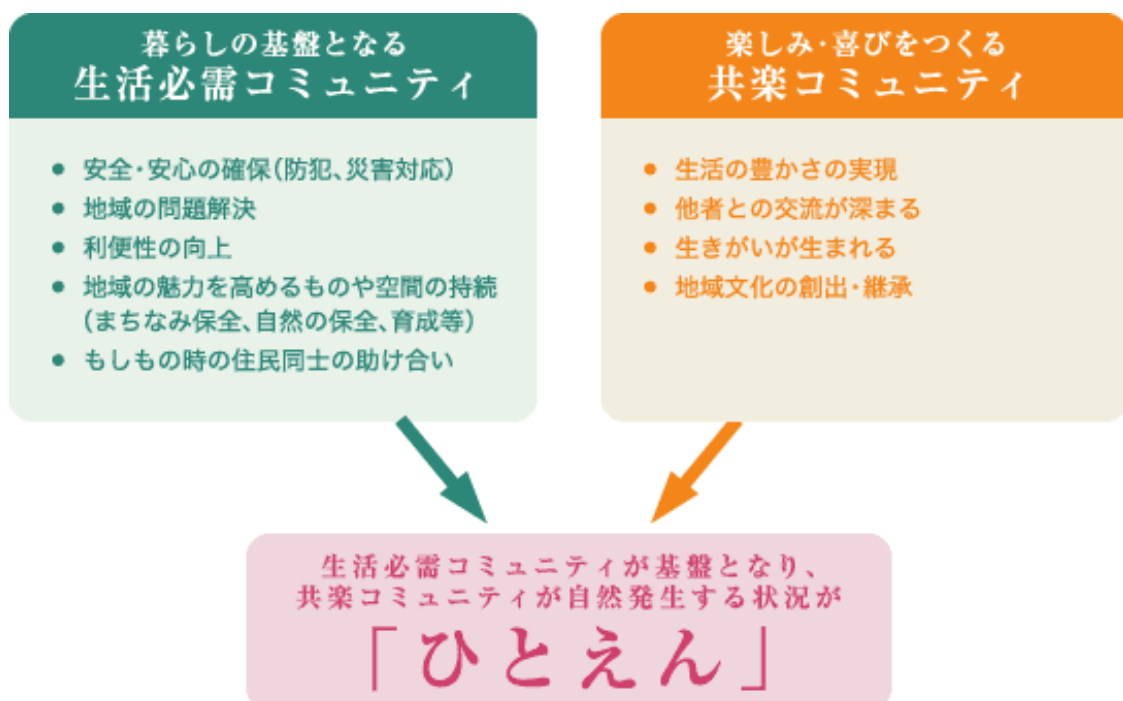 暮らしの基盤となる
生活必需コミュニティ
● 安全・安心の確保(防犯、災害対応)
● 地域の問題解決
● 利便性の向上
● 地域の魅力を高めるものや空間の持続
(まちなみ保全、自然の保全、育成等)
● もしもの時の住民同士の助け合い
楽しみ・喜びをつくる
共楽コミュニティ
● 生活の豊かさの実現
● 他者との交流が深まる
● 生きがいが生まれる
● 地域文化の創出・継承
生活必需コミュニティが基盤となり、
共楽コミュニティが自然発生する状況が
「ひとえん」